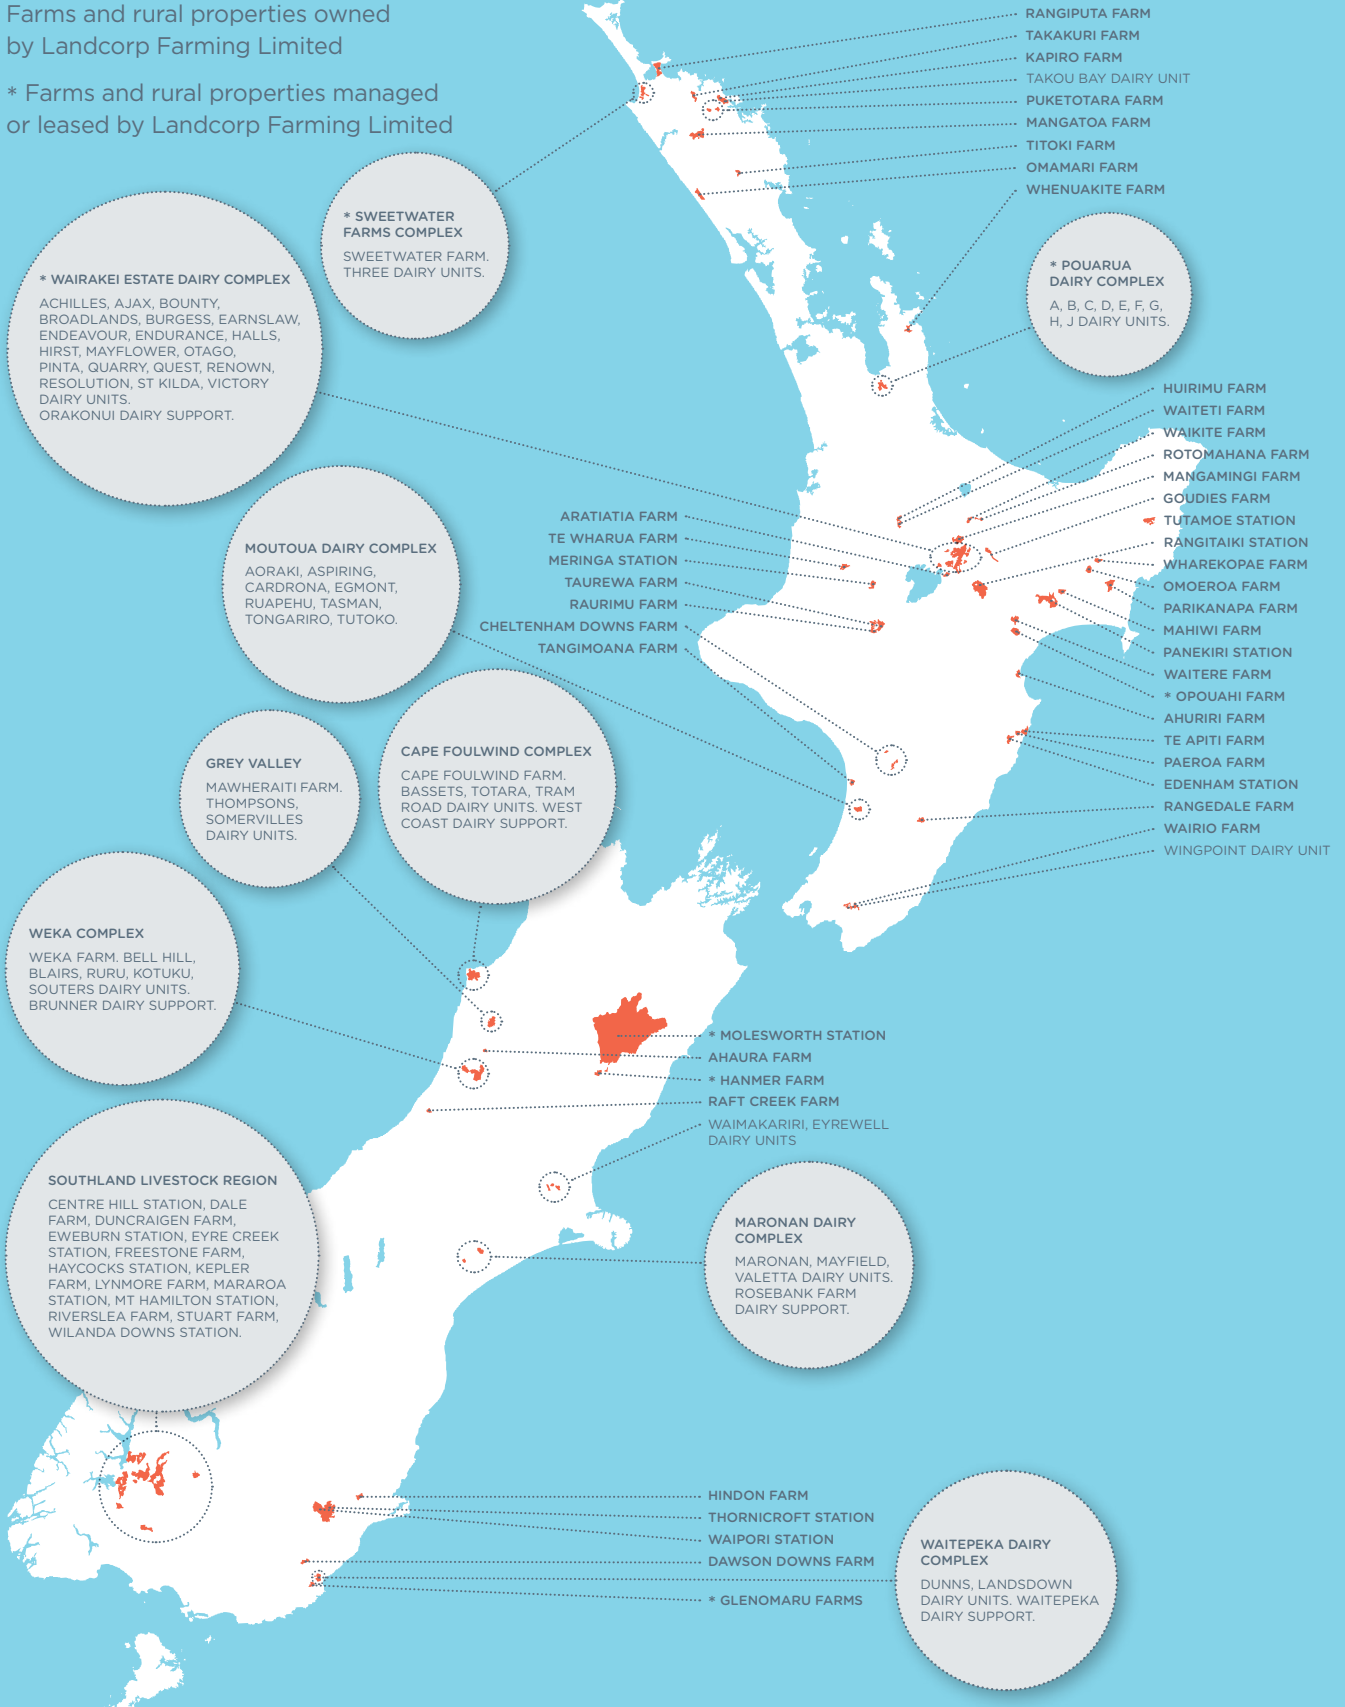 Farms and rural properties owned
by Landcorp Farming Limited
* Farms and rural properties managed
or leased by Landcorp Farming Limited
RANGIPUTA FARM
TAKAKURI FARM
KAPIRO FARM
TAKOU BAY DAIRY UNIT
PUKETOTARA FARM
MANGATOA FARM
TITOKI FARM
OMAMARI FARM
WHENUAKITE FARM
* SWEETWATER
FARMS COMPLEX
SWEETWATER FARM.
THREE DAIRY UNITS.
* WAIRAKEI ESTATE DAIRY COMPLEX
ACHILLES, AJAX, BOUNTY,
BROADLANDS, BURGESS, EARNSLAW,
ENDEAVOUR, ENDURANCE, HALLS,
HIRST, MAYFLOWER, OTAGO,
PINTA, QUARRY, QUEST, RENOWN,
RESOLUTION, ST KILDA, VICTORY
DAIRY UNITS.
ORAKONUI DAIRY SUPPORT.
* POUARUA
DAIRY COMPLEX
A, B, C, D, E, F, G,
H, J DAIRY UNITS.
HUIRIMU FARM
WAITETI FARM
WAIKITE FARM
ROTOMAHANA FARM
MANGAMINGI FARM
GOUDIES FARM
TUTAMOE STATION
RANGITAIKI STATION
WHAREKOPAE FARM
OMOEROA FARM
PARIKANAPA FARM
MAHIWI FARM
PANEKIRI STATION
WAITERE FARM
* OPOUAHI FARM
AHURIRI FARM
TE APITI FARM
PAEROA FARM
EDENHAM STATION
RANGEDALE FARM
WAIRIO FARM
WINGPOINT DAIRY UNIT
ARATIATIA FARM
TE WHARUA FARM
MERINGA STATION
TAUREWA FARM
RAURIMU FARM
CHELTENHAM DOWNS FARM
TANGIMOANA FARM
MOUTOUA DAIRY COMPLEX
AORAKI, ASPIRING,
CARDRONA, EGMONT,
RUAPEHU, TASMAN,
TONGARIRO, TUTOKO.
CAPE FOULWIND COMPLEX
CAPE FOULWIND FARM.
BASSETS, TOTARA, TRAM
ROAD DAIRY UNITS. WEST
COAST DAIRY SUPPORT.
GREY VALLEY
MAWHERAITI FARM.
THOMPSONS,
SOMERVILLES
DAIRY UNITS.
WEKA COMPLEX
WEKA FARM. BELL HILL,
BLAIRS, RURU, KOTUKU,
SOUTERS DAIRY UNITS.
BRUNNER DAIRY SUPPORT.
* MOLESWORTH STATION
AHAURA FARM
* HANMER FARM
RAFT CREEK FARM
WAIMAKARIRI, EYREWELL
DAIRY UNITS
SOUTHLAND LIVESTOCK REGION
CENTRE HILL STATION, DALE
FARM, DUNCRAIGEN FARM,
EWEBURN STATION, EYRE CREEK
STATION, FREESTONE FARM,
HAYCOCKS STATION, KEPLER
FARM, LYNMORE FARM, MARAROA
STATION, MT HAMILTON STATION,
RIVERSLEA FARM, STUART FARM,
WILANDA DOWNS STATION.
MARONAN DAIRY
COMPLEX
MARONAN, MAYFIELD,
VALETTA DAIRY UNITS.
ROSEBANK FARM
DAIRY SUPPORT.
HINDON FARM
THORNICROFT STATION
WAIPORI STATION
DAWSON DOWNS FARM
* GLENOMARU FARMS
WAITEPEKA DAIRY
COMPLEX
DUNNS, LANDSDOWN
DAIRY UNITS. WAITEPEKA
DAIRY SUPPORT.